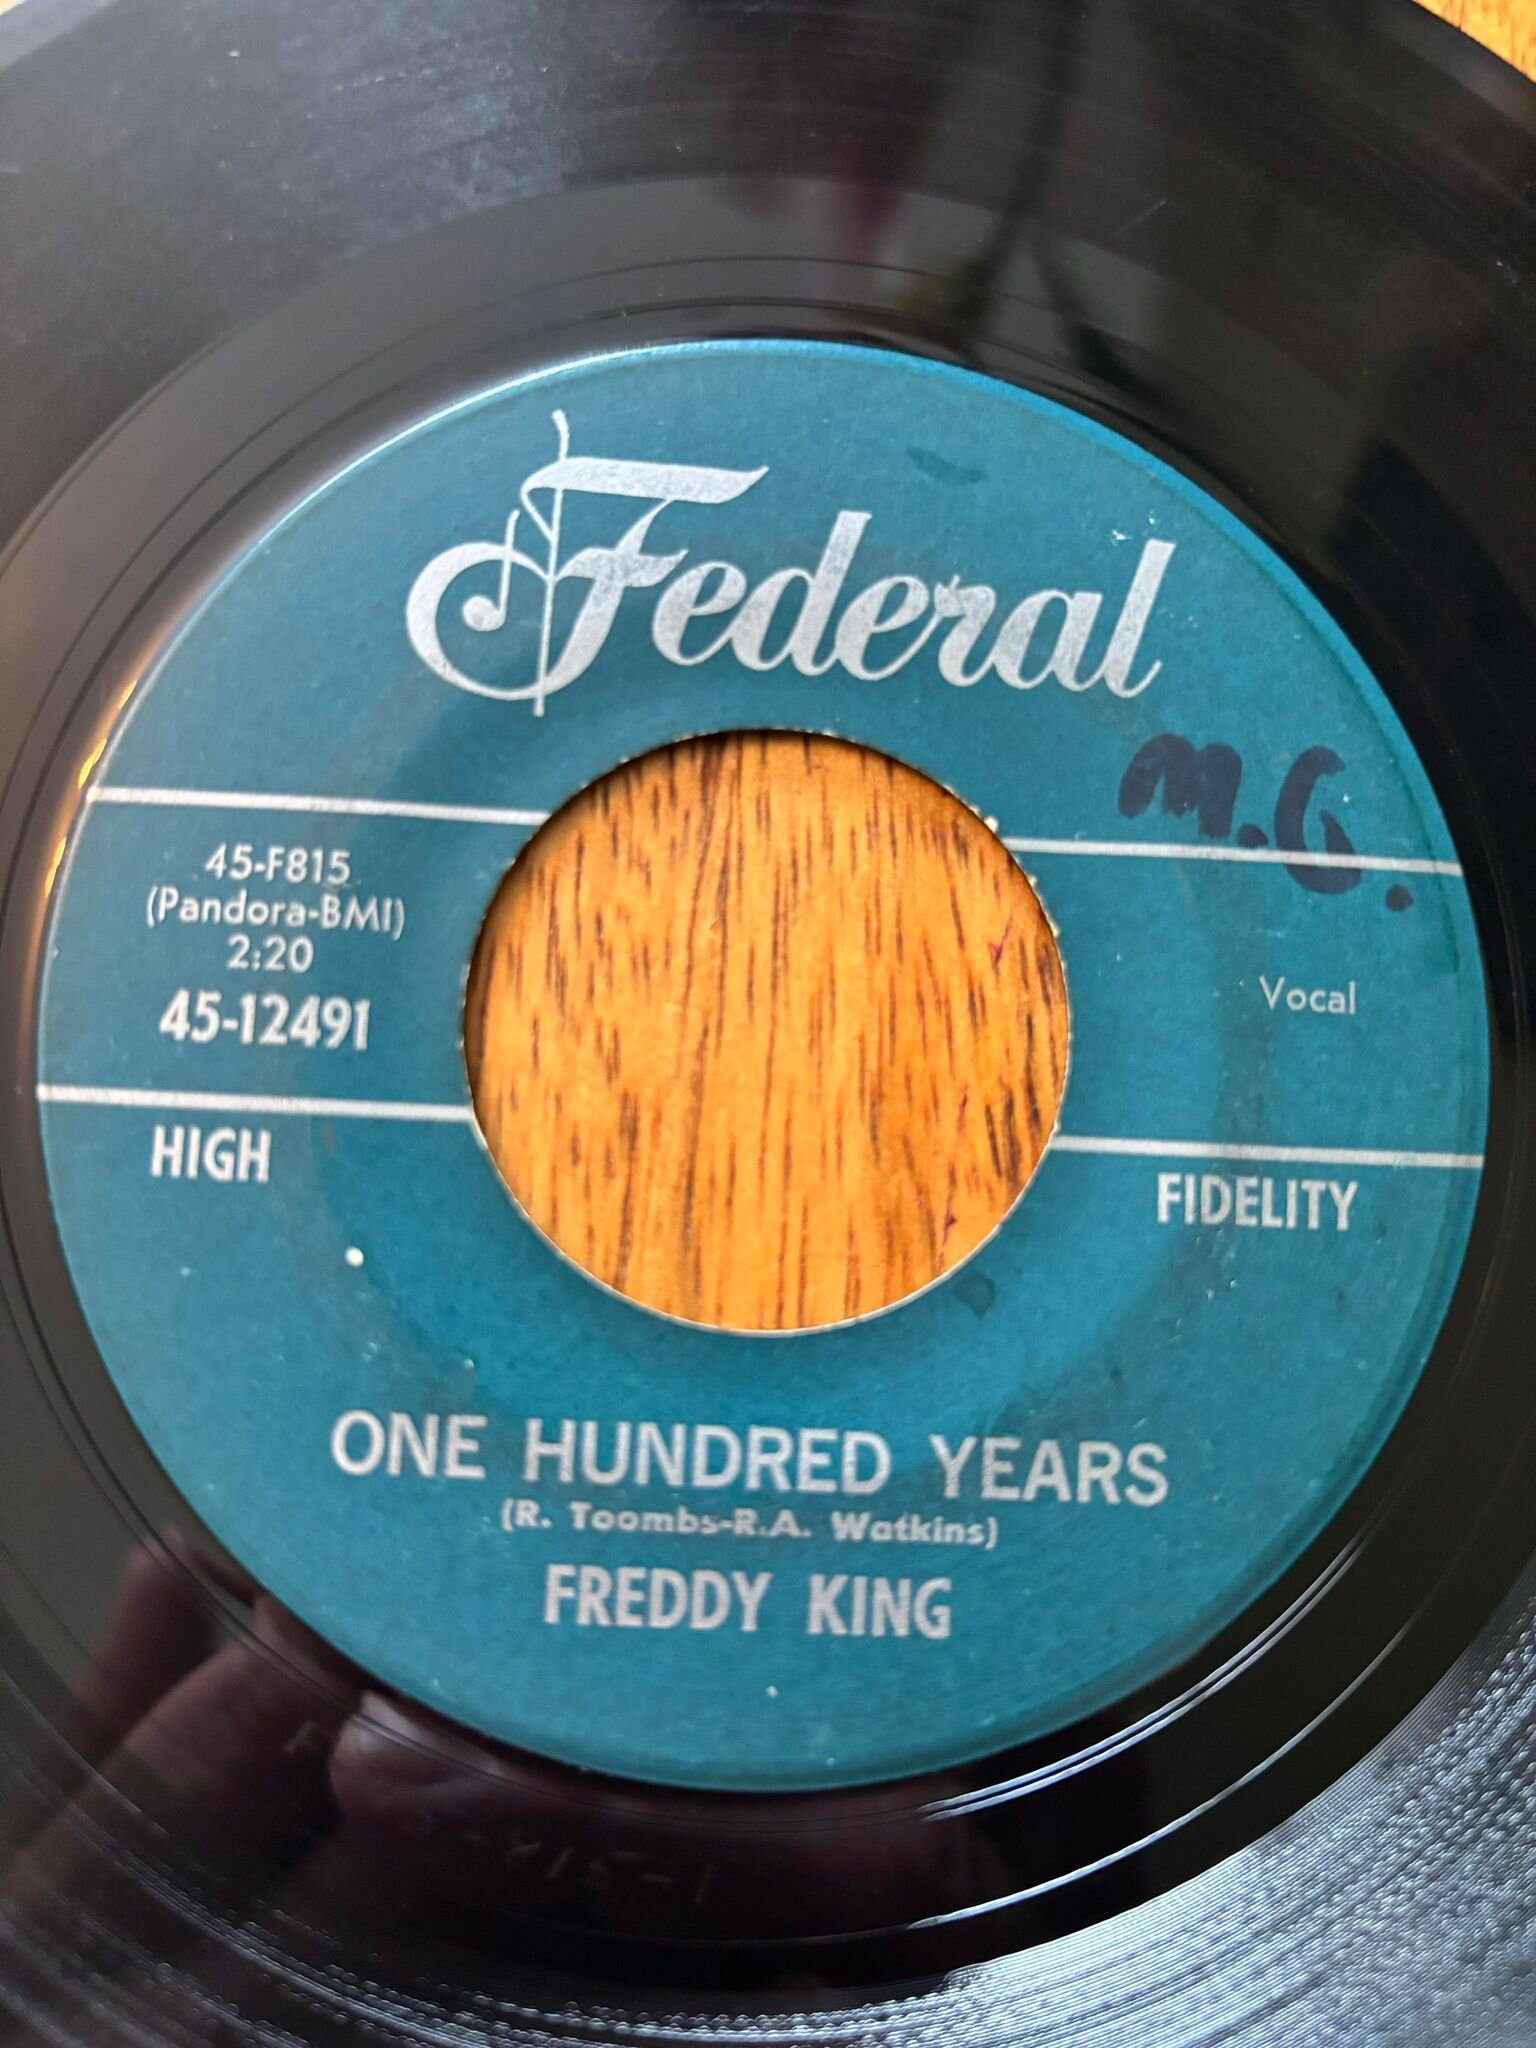 Federal
M.G.
45-F815
(Pandora-BMI)
2:20
45-12491
Vocal
HIGH
FIDELITY
ONE HUNDRED YEARS
(R. Toombs-R.A. Watkins)
FREDDY KING